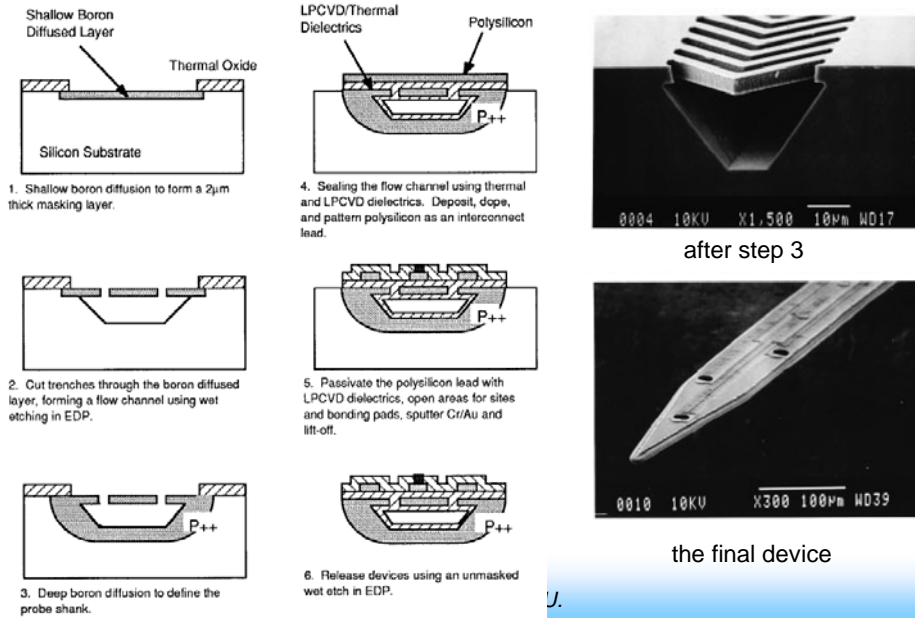 Shallow Boron
Diffused Layer
Thermal Oxide
Silicon Substrate
1. Shallow boron diffusion to form a 2µm
thick masking layer.
2. Cut trenches through the boron diffused
layer, forming a flow channel using wet
etching in EDP.
P++
3. Deep boron diffusion to define the
probe shank.
LPCVD/Thermal
Dielectrics
Polysilicon
P++
4. Sealing the flow channel using thermal
and LPCVD dielectrics. Deposit, dope,
and pattern polysilicon as an interconnect
lead.
P++
5. Passivate the polysilicon lead with
LPCVD dielectrics, open areas for sites
and bonding pads, sputter Cr/Au and
lift-off.
P++
6. Release devices using an unmasked
wet etch in EDP.
0004 10KV X1,500 10µm WD17
after step 3
0010 10KV X300 100µm WD39
the final device
U.